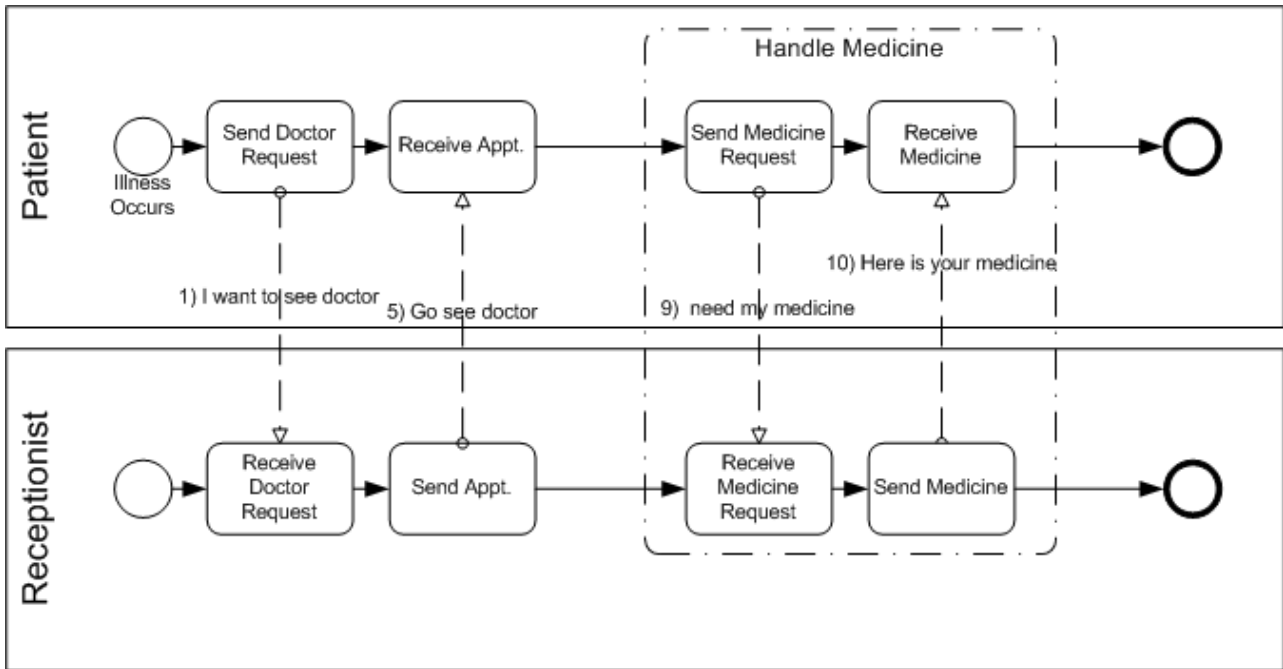 Patient
Handle Medicine
Send Doctor
Request
Receive Appt.
Send Medicine
Request
Receive
Medicine
Illness
Occurs
1) I want to see doctor
5) Go see doctor
9)  need my medicine
10) Here is your medicine
Receptionist
Receive
Doctor
Request
Send Appt.
Receive
Medicine
Request
Send Medicine